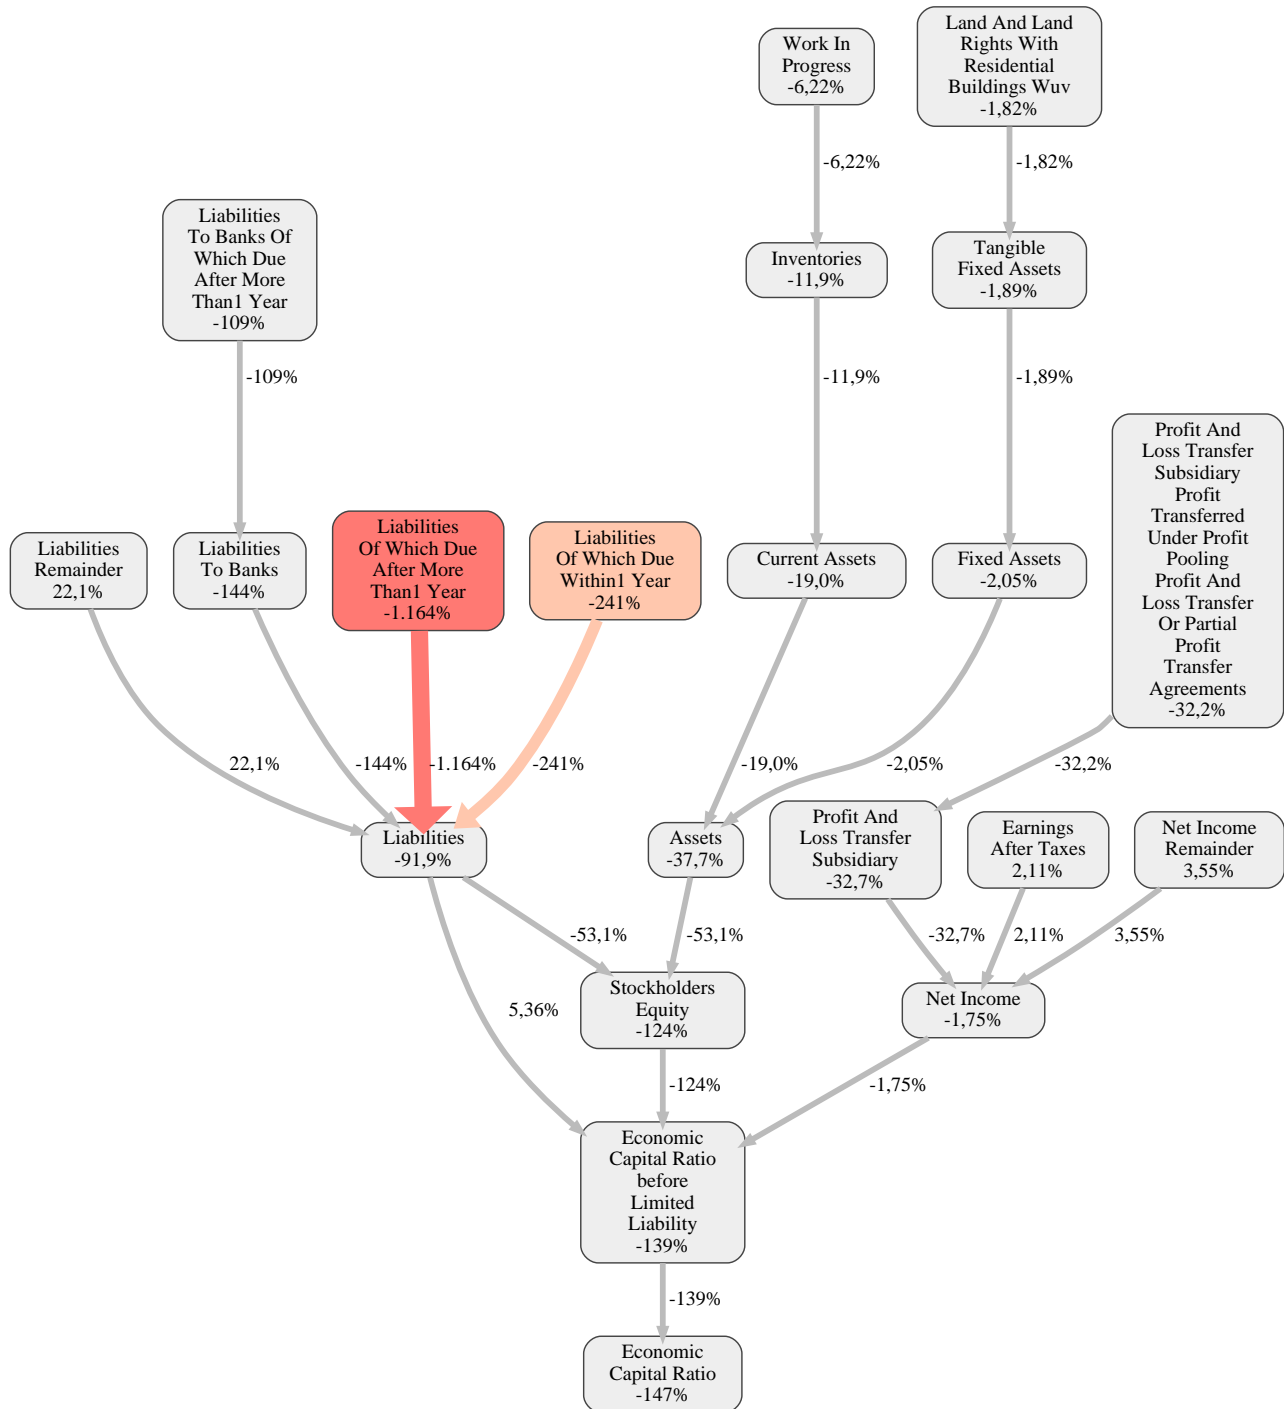 Work In
Progress
-6,22%
Land And Land
Rights With
Residential
Buildings Wuv
-1,82%
-6,22%
-1,82%
Liabilities
To Banks Of
Which Due
After More
Than1 Year
-109%
Inventories
-11,9%
Tangible
Fixed Assets
-1,89%
-109%
-11,9%
-1,89%
Profit And
Loss Transfer
Subsidiary
Profit
Transferred
Under Profit
Pooling
Profit And
Loss Transfer
Or Partial
Profit
Transfer
Agreements
-32,2%
Liabilities
Remainder
22,1%
Liabilities
To Banks
-144%
Liabilities
Of Which Due
After More
Than1 Year
-1.164%
Liabilities
Of Which Due
Within1 Year
-241%
Current Assets
-19,0%
Fixed Assets
-2,05%
22,1%
-144%
-1.164%
-241%
-19,0%
-2,05%
-32,2%
Liabilities
-91,9%
Assets
-37,7%
Profit And
Loss Transfer
Subsidiary
-32,7%
Earnings
After Taxes
2,11%
Net Income
Remainder
3,55%
-53,1%
-53,1%
-32,7%
2,11%
3,55%
5,36%
Stockholders
Equity
-124%
Net Income
-1,75%
-124%
-1,75%
Economic
Capital Ratio
before
Limited
Liability
-139%
-139%
Economic
Capital Ratio
-147%